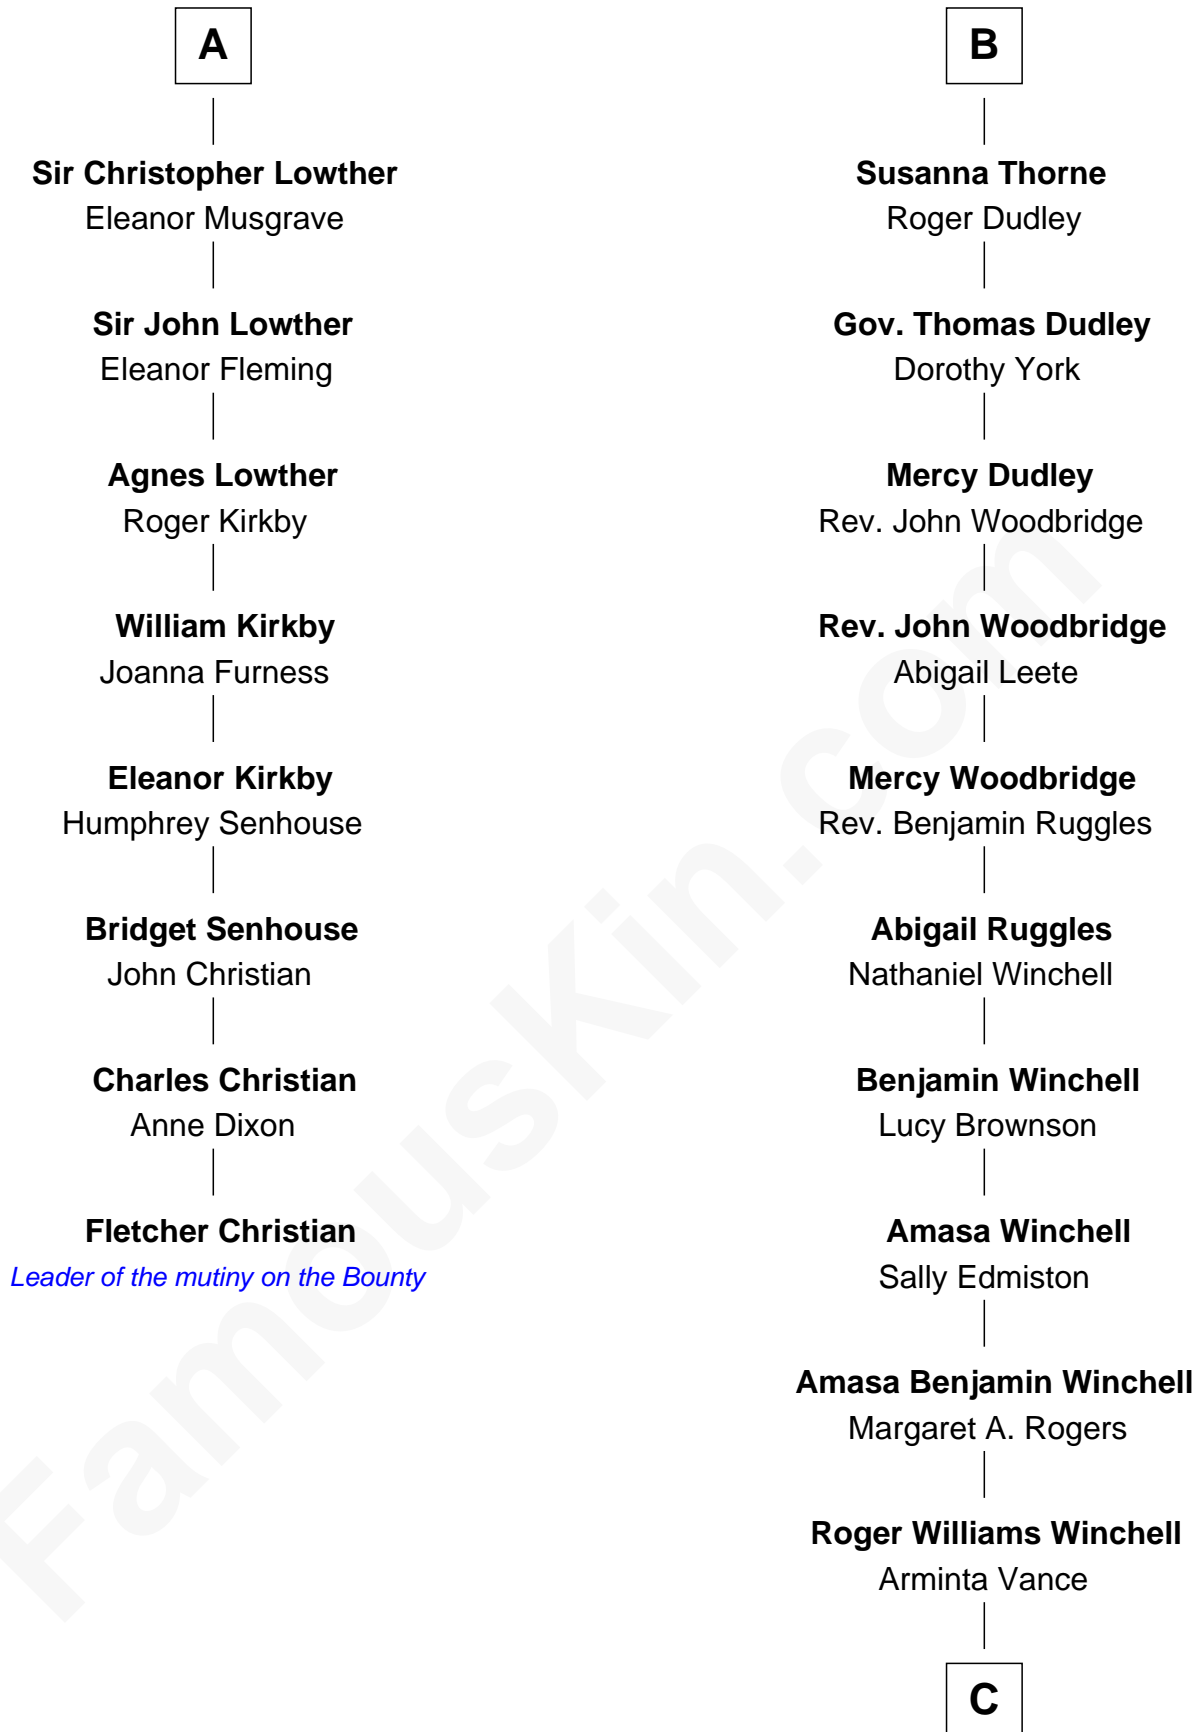 A
Sir Christopher Lowther
Eleanor Musgrave
Sir John Lowther
Eleanor Fleming
Agnes Lowther
Roger Kirkby
William Kirkby
Joanna Furness
Eleanor Kirkby
Humphrey Senhouse
Bridget Senhouse
John Christian
Charles Christian
Anne Dixon
Fletcher Christian
Leader of the mutiny on the Bounty
B
Susanna Thorne
Roger Dudley
Gov. Thomas Dudley
Dorothy York
Mercy Dudley
Rev. John Woodbridge
Rev. John Woodbridge
Abigail Leete
Mercy Woodbridge
Rev. Benjamin Ruggles
Abigail Ruggles
Nathaniel Winchell
Benjamin Winchell
Lucy Brownson
Amasa Winchell
Sally Edmiston
Amasa Benjamin Winchell
Margaret A. Rogers
Roger Williams Winchell
Arminta Vance
C
FamousKin.com